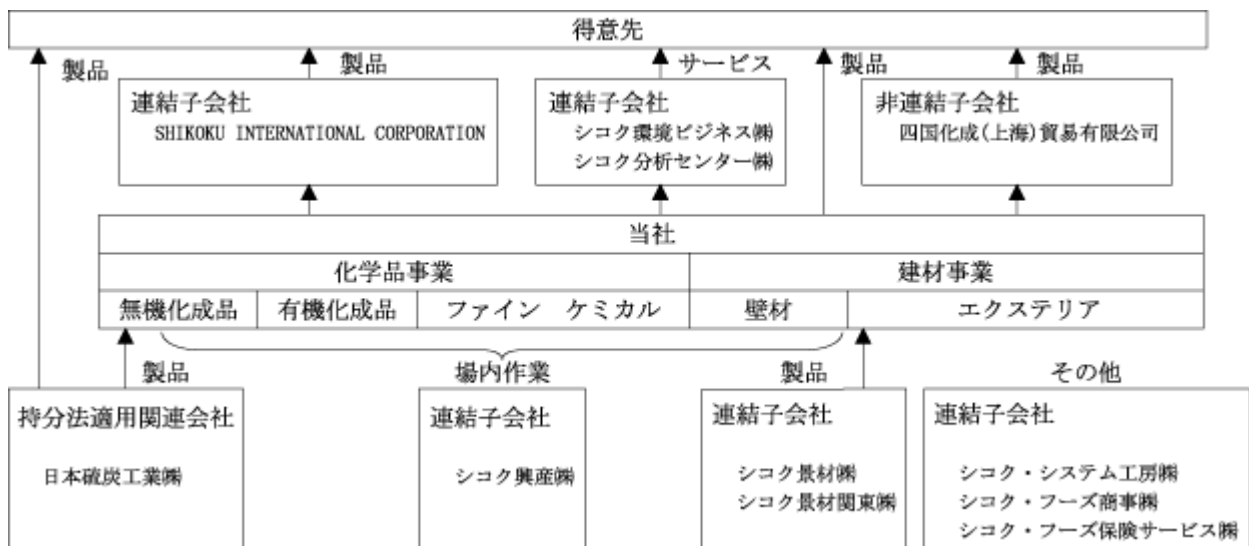 得意先
製品
製品
サービス
製品
製品
連結子会社
SHIKOKU INTERNATIONAL CORPORATION
連結子会社
シコク環境ビジネス㈱
シコク分析センター㈱
非連結子会社
四国化成(上海)貿易有限公司
当社
化学品事業
建材事業
無機化成品
有機化成品
ファイン ケミカル
壁材
エクステリア
製品
場内作業
製品
その他
持分法適用関連会社
日本硫炭工業㈱
連結子会社
シコク興産㈱
連結子会社
シコク景材㈱
シコク景材関東㈱
連結子会社
シコク・システム工房㈱
シコク・フーズ商事㈱
シコク・フーズ保険サービス㈱